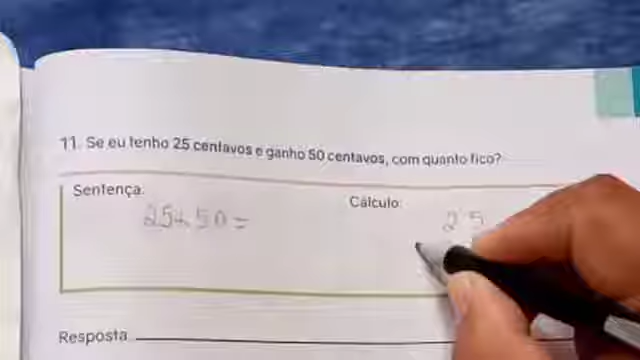 11. Se eu tenho 25 centavos e ganho 50 centavos, com quanto fico?
Sentença:
Cálculo:
25+50=
25
Resposta